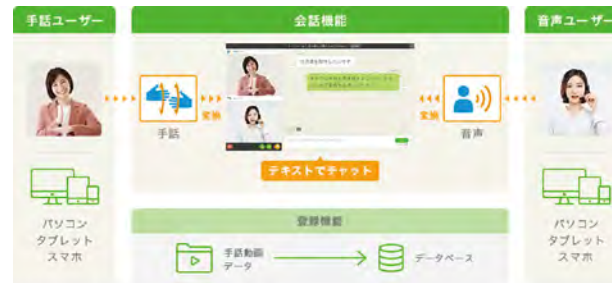 手話ユーザー
会話機能
音声ユーザー
手話
変換
変換
音声
テキストでチャット
パソコン
タブレット
スマホ
登録機能
手話動画
データ
データベース
パソコン
タブレット
スマホ